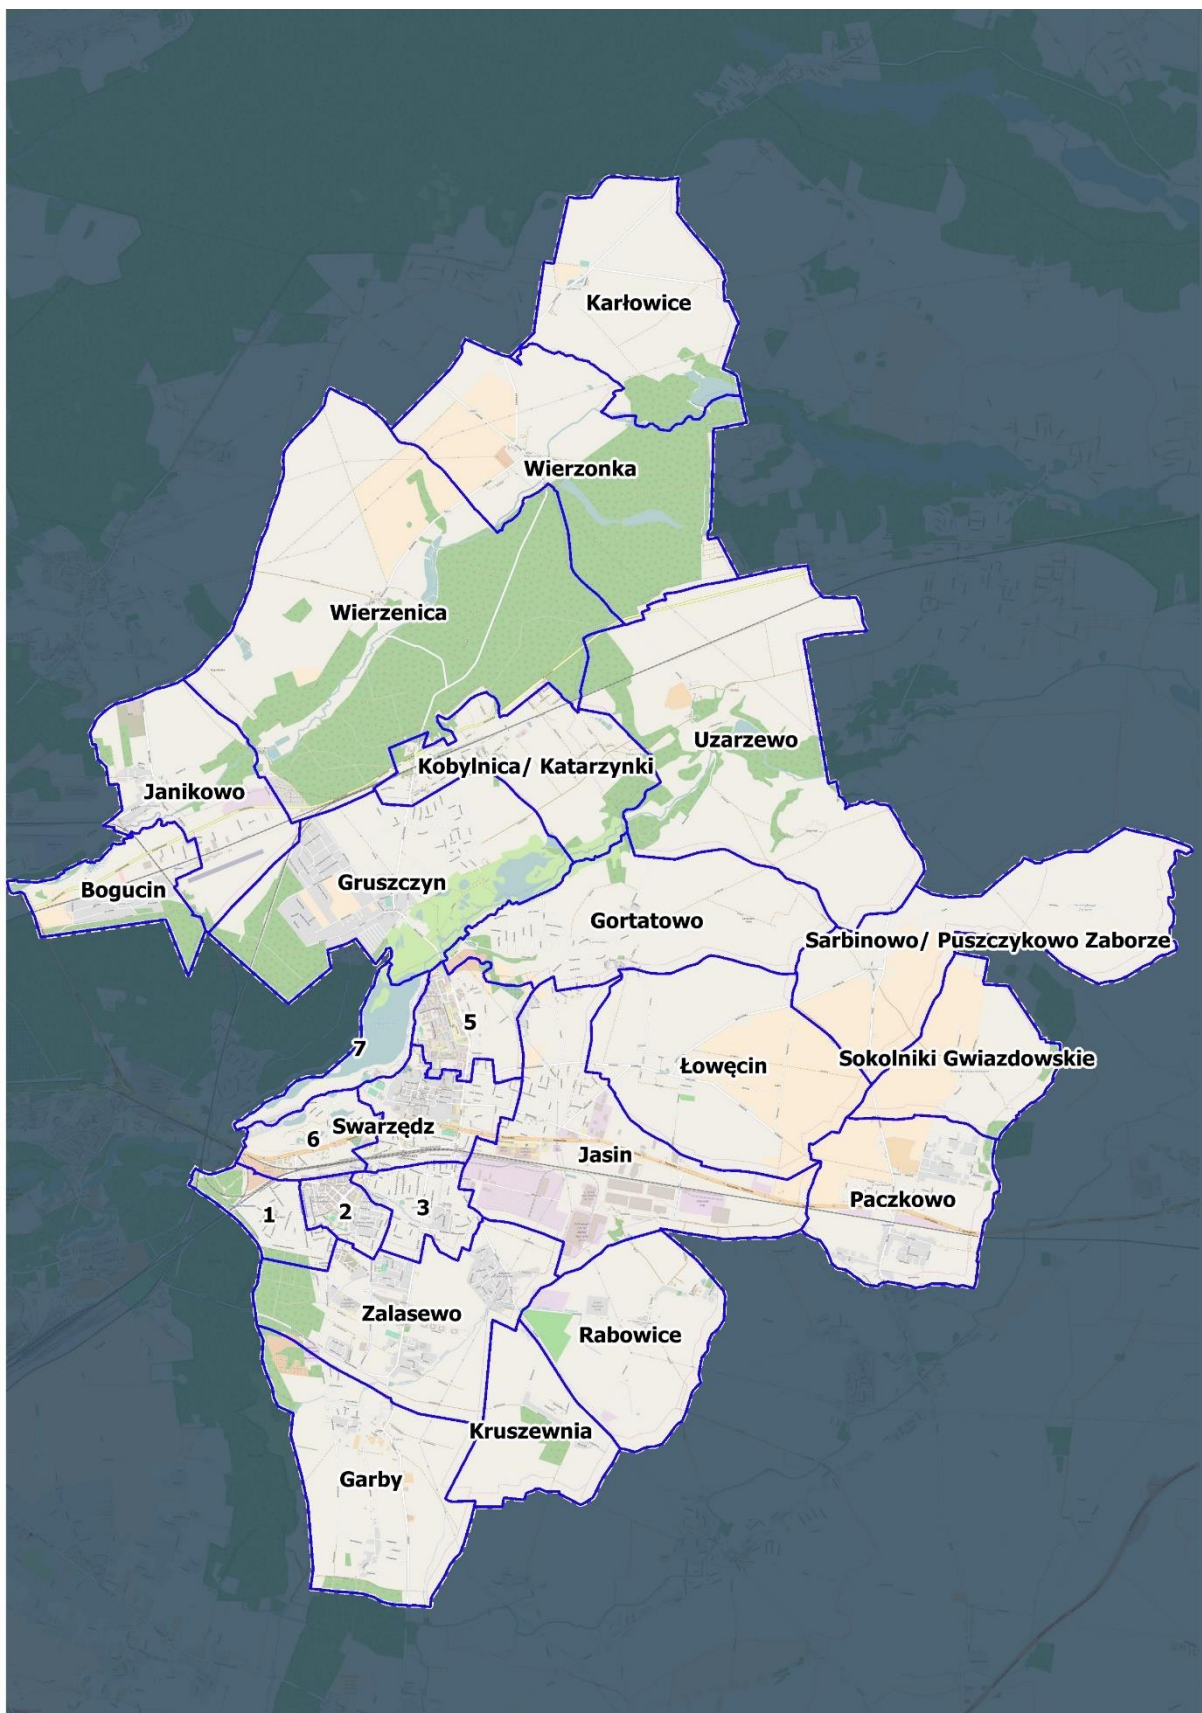 Karłowice
Wierzonka
Wierzenica
Uzarzewo
Kobylnica/ Katarzynki
Janikowo
Gruszczyn
Bogucin
Gortatowo
Sarbinowo/ Puszczykowo Zaborze
5
7
Łowęcin
Sokolniki Gwiazdowskie
Swarzędz
6
Jasin
Paczkowo
1
2
3
Zalasewo
Rabowice
Kruszewnia
Garby